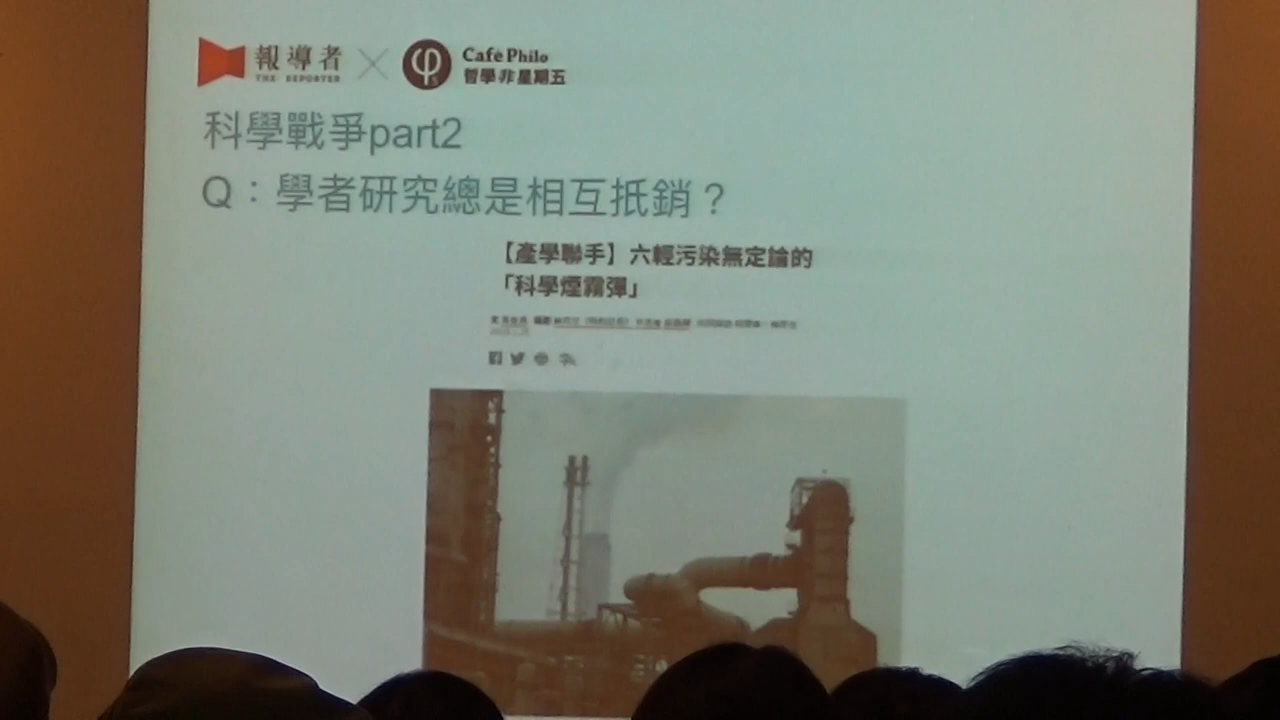 報導者
THE REPORTER
Café Philo
哲學非星期五
科學戰爭part2
Q：學者研究總是相互抵銷？
【產學聯手】六輕污染無定論的
「科學煙霧彈」